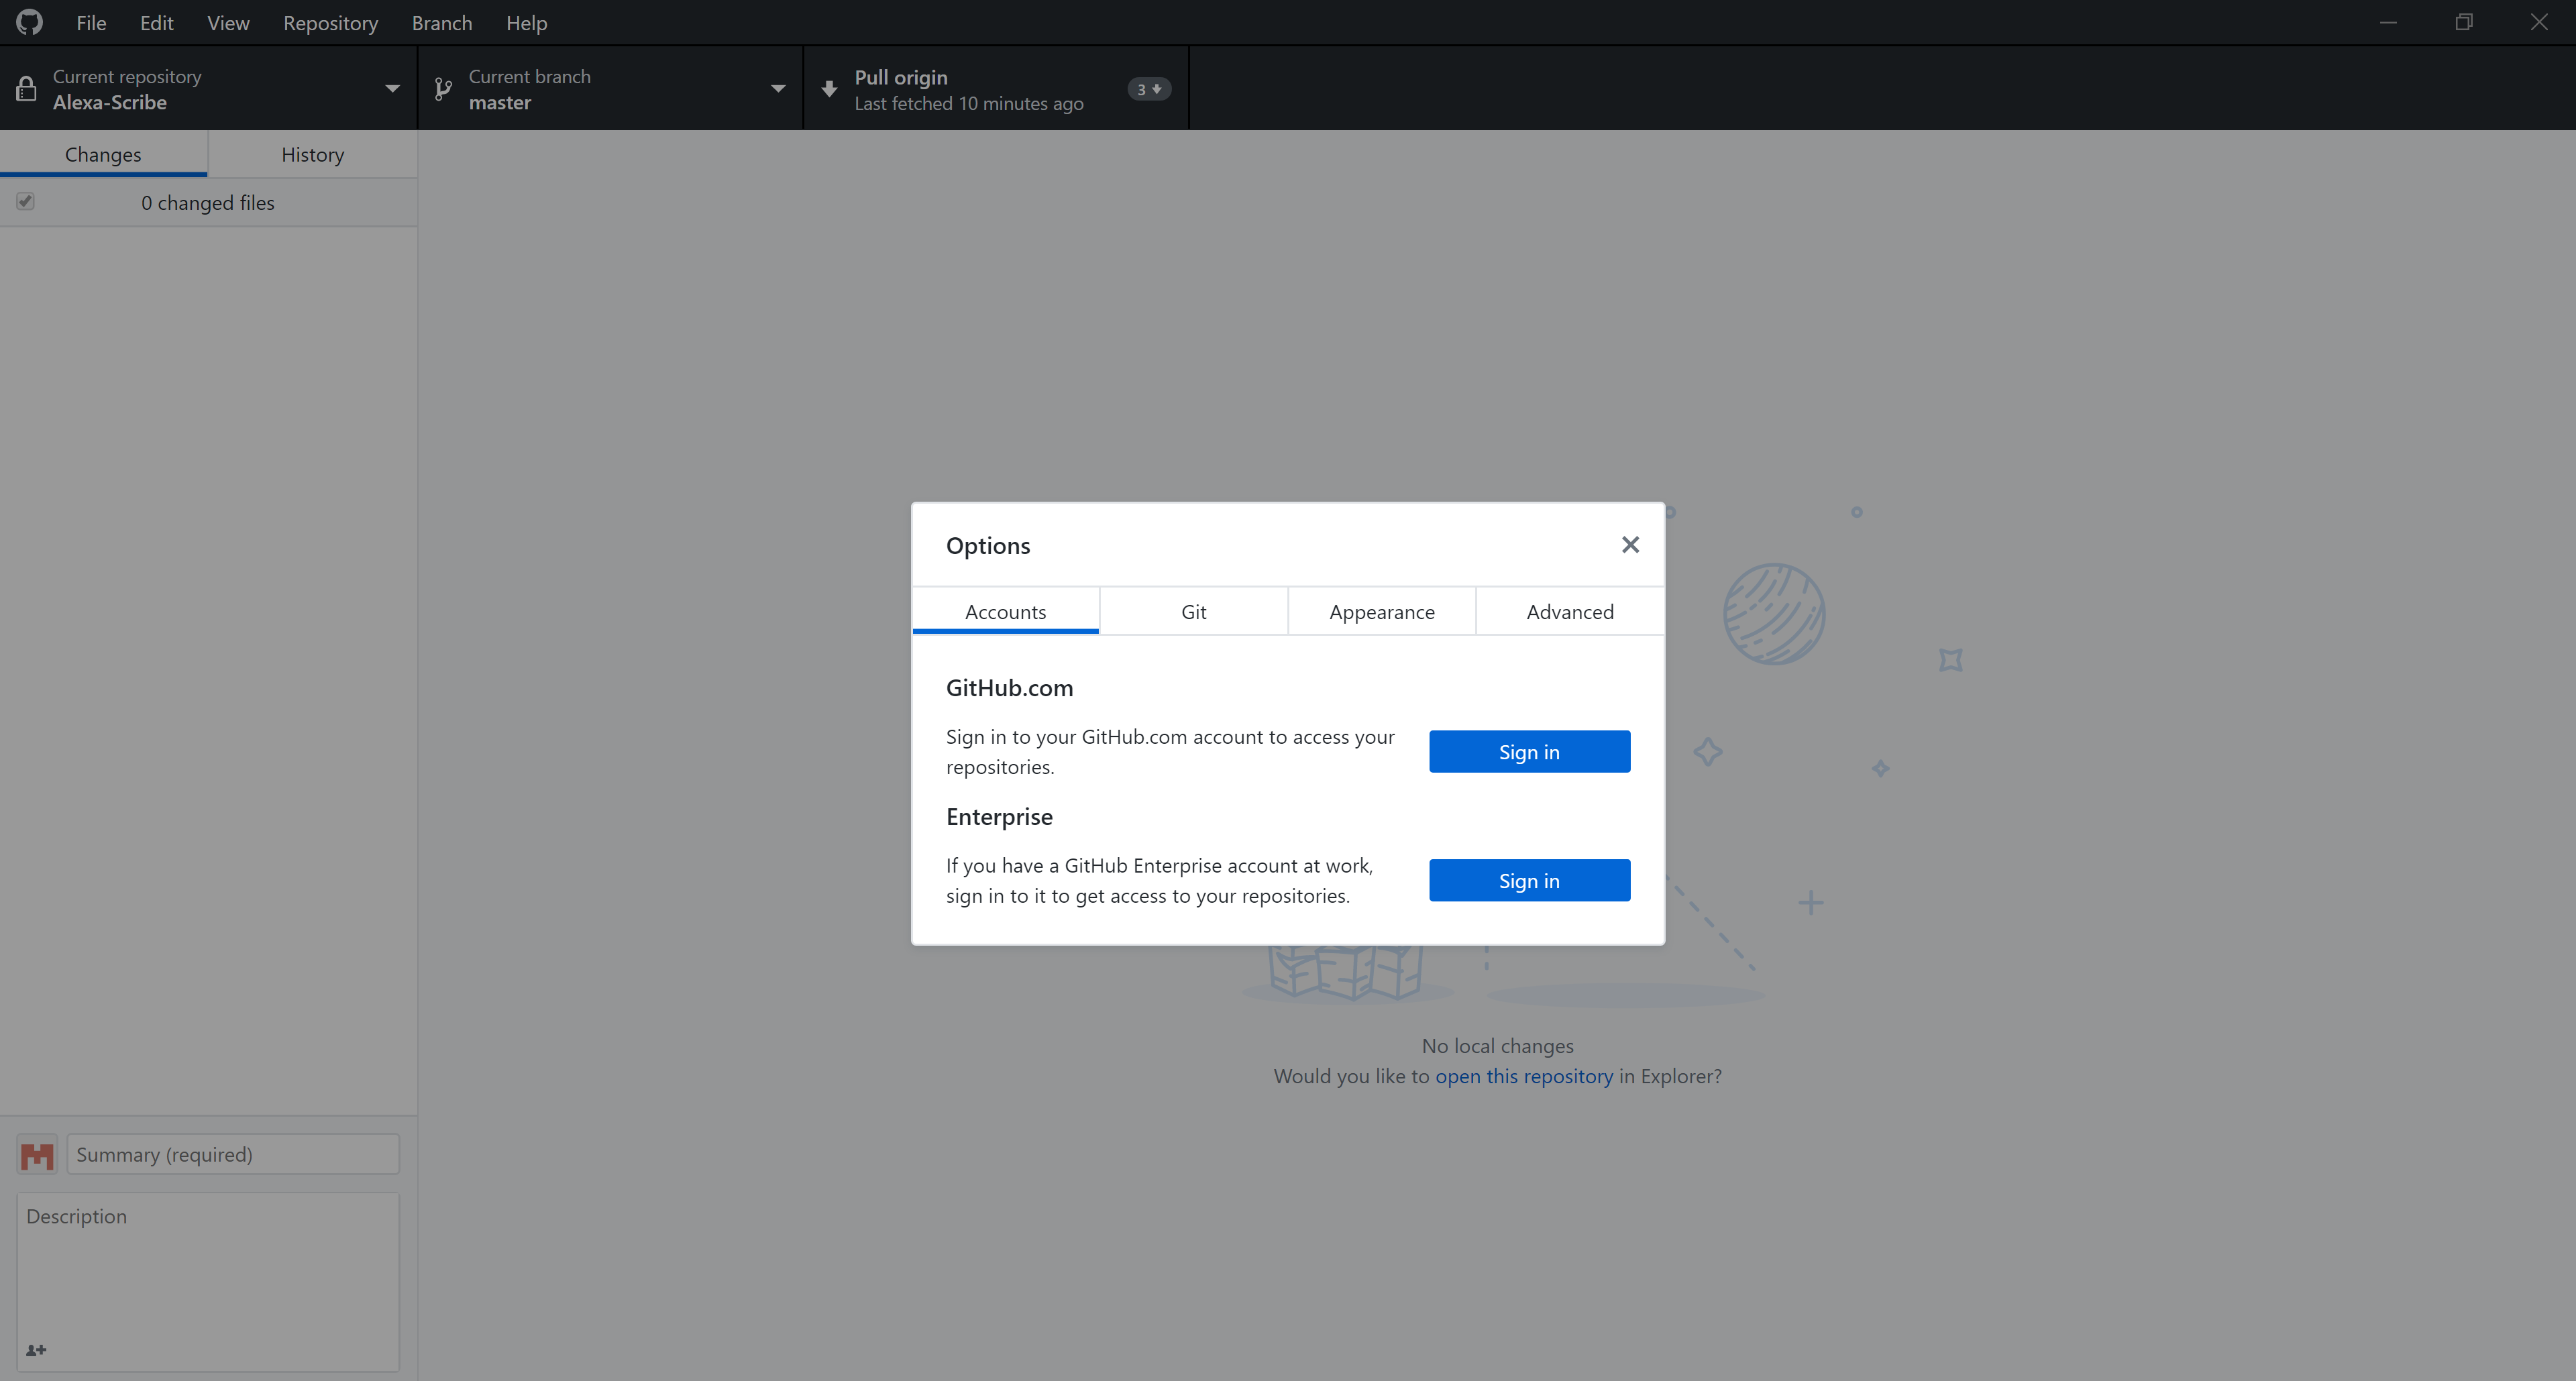 File Edit View Repository Branch Help
Current repository
Alexa-Scribe
Current branch
master
Pull origin
Last fetched 10 minutes ago
3
Changes History
0 changed files
Options
Accounts Git Appearance Advanced
GitHub.com
Sign in to your GitHub.com account to access your
repositories.
Sign in
Enterprise
If you have a GitHub Enterprise account at work,
sign in to it to get access to your repositories.
Sign in
No local changes
Would you like to open this repository in Explorer?
Summary (required)
Description